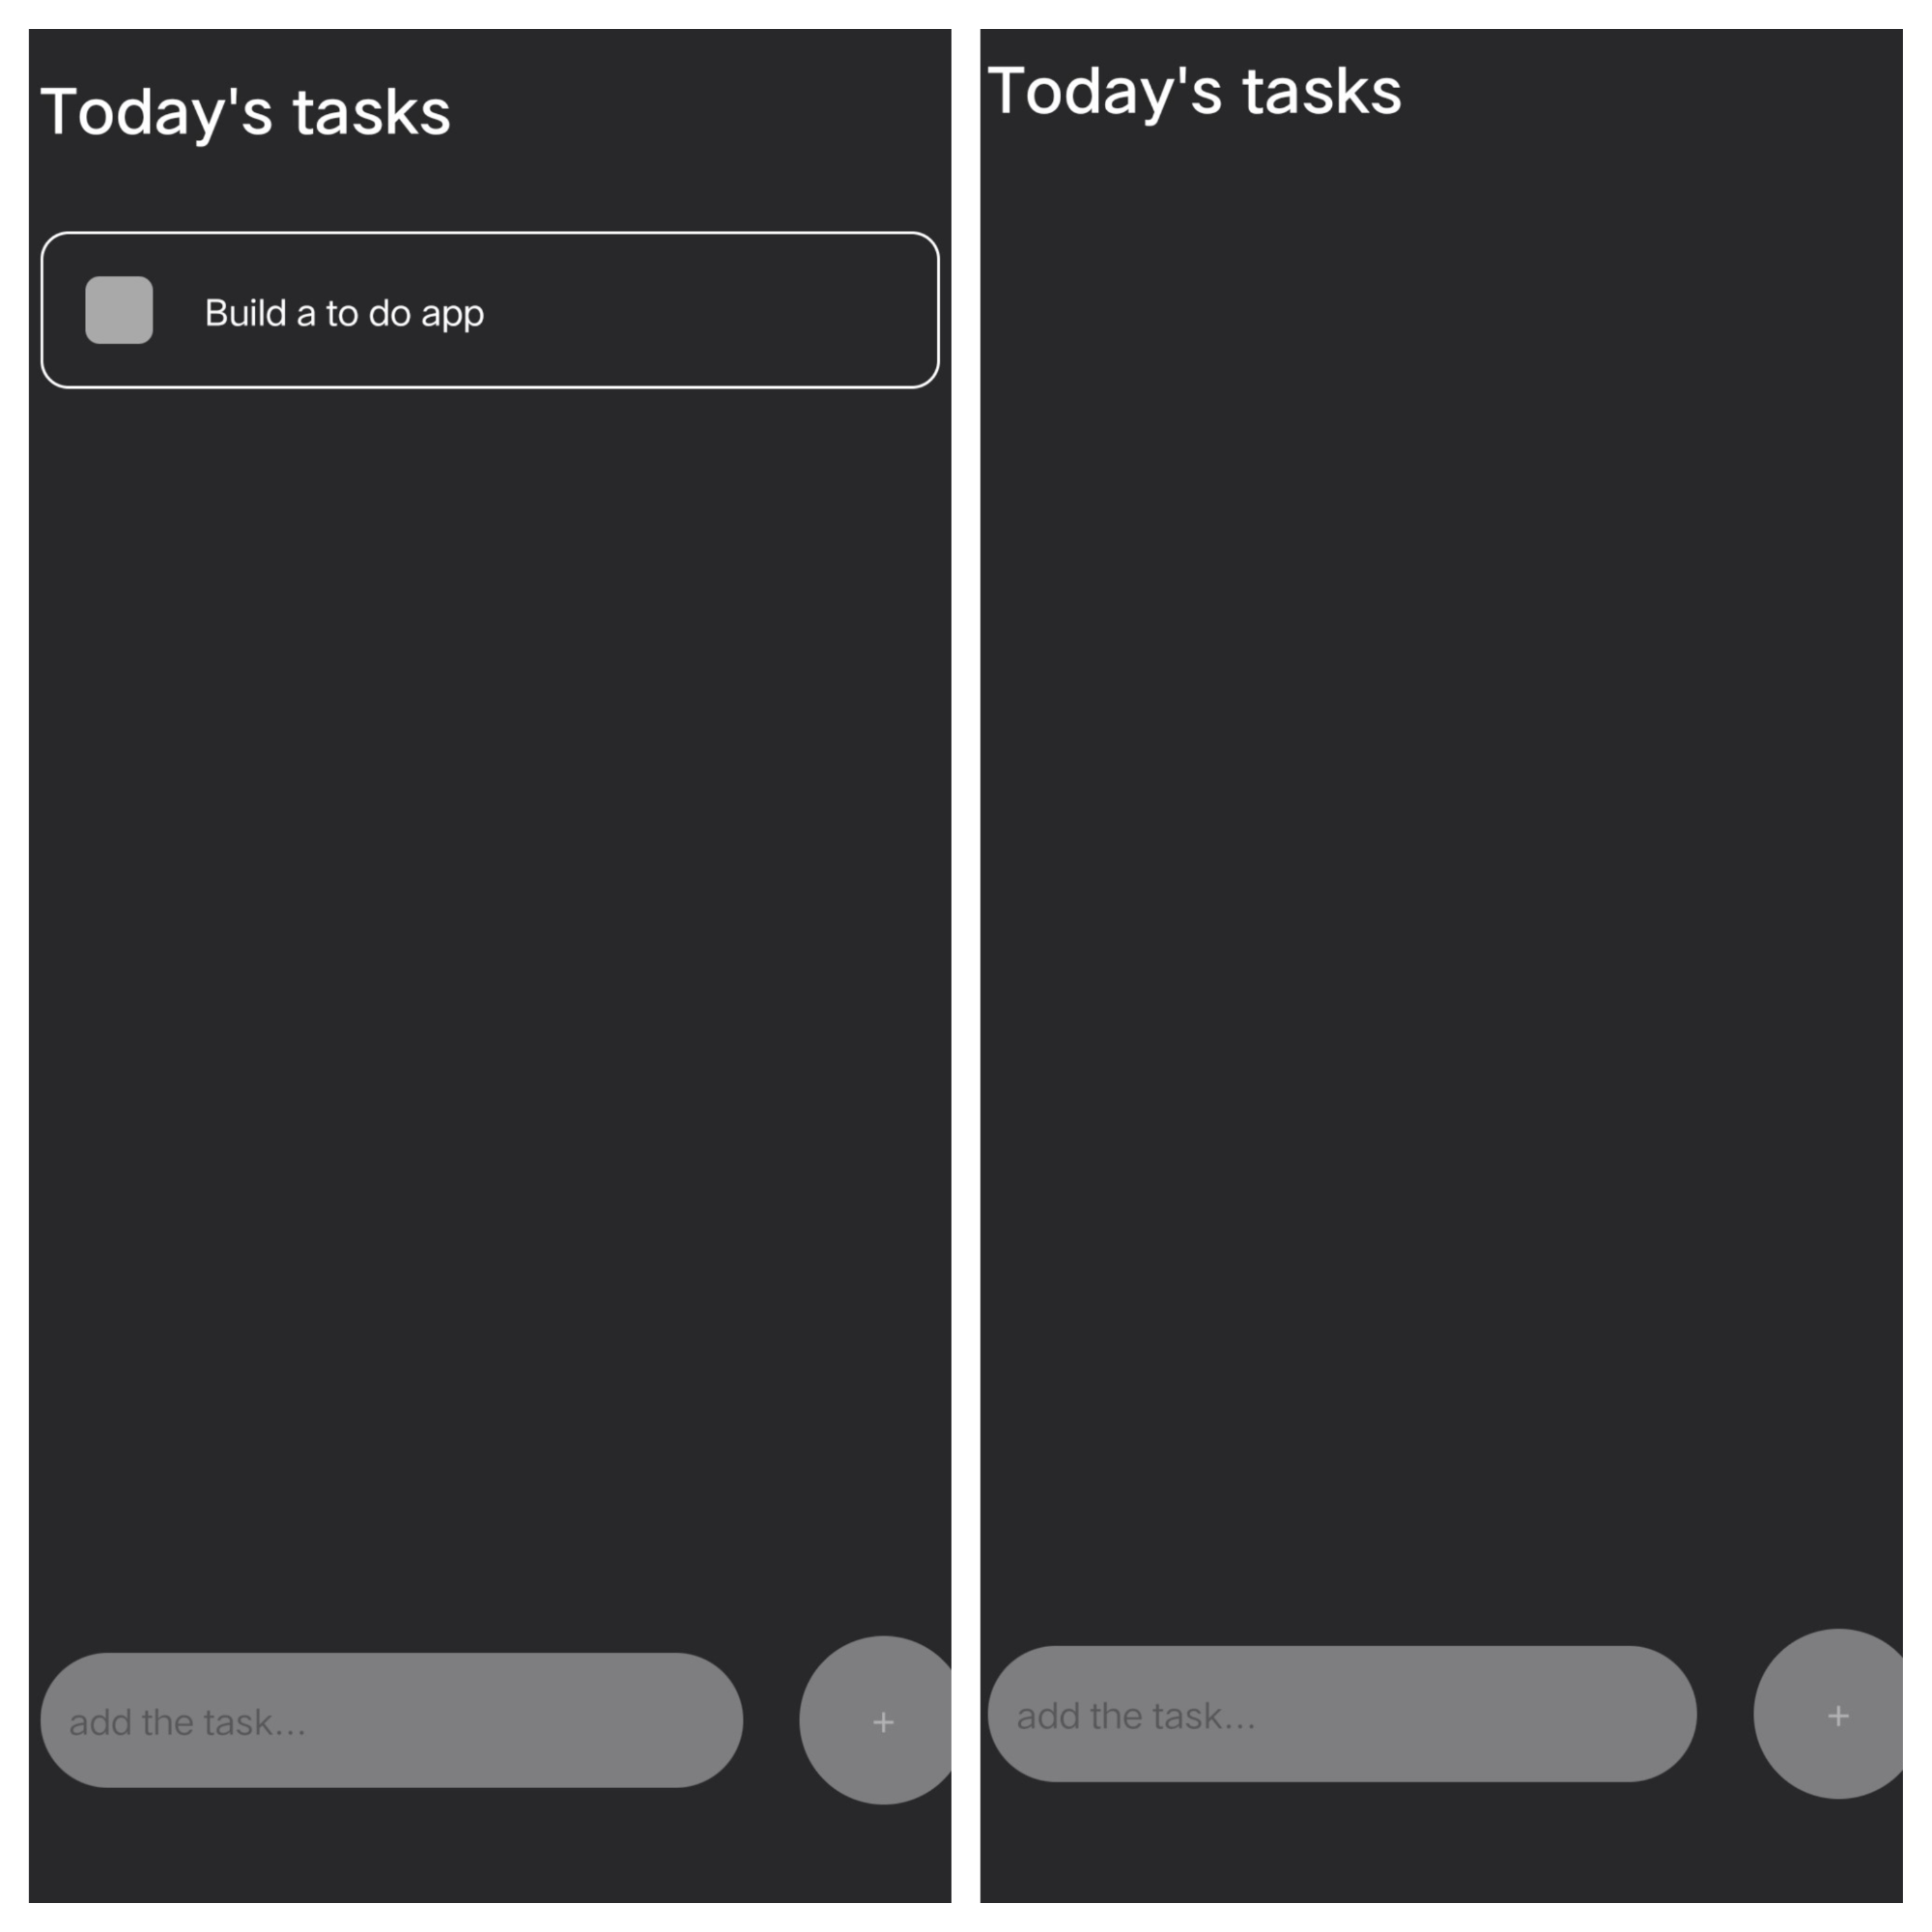 Today's tasks
Build a to do app
add the task...
+
Today's tasks
add the task...
+